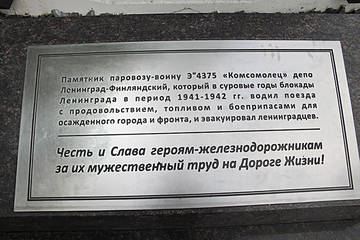 Памятник паровозу-воину Эᵘ4375 «Комсомолец» депо
Ленинград-Финляндский, который в суровые годы блокады
Ленинграда в период 1941-1942 гг. водил поезда
с продовольствием, топливом и боеприпасами для
осажденного города и фронта, и эвакуировал ленинградцев.
Честь и Слава героям-железнодорожникам
за их мужественный труд на Дороге Жизни!